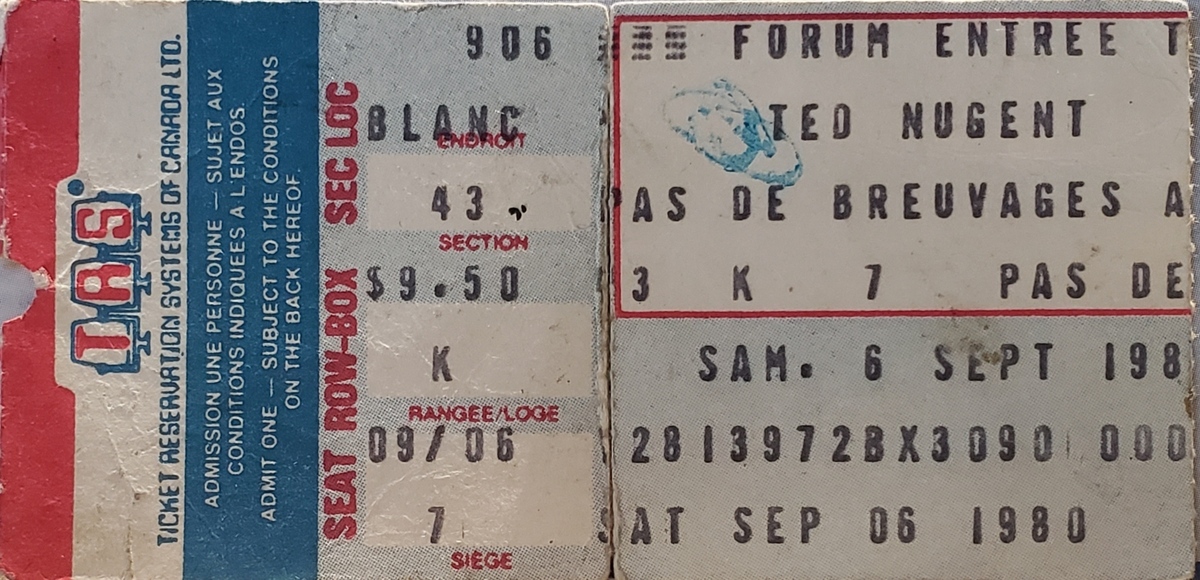 TRS
TICKET RESERVATION SYSTEMS OF CANADA LTD.
ADMISSION UNE PERSONNE — SUJET AUX
CONDITIONS INDIQUEES A L'ENDOS
ADMIT ONE — SUBJECT TO THE CONDITIONS
ON THE BACK HEREOF.
SEAT ROW-BOX SEC LOC
906
BLANC
ENDROIT
43
SECTION
$9.50
K
RANGEE/LOGE
09/06
7
SIÈGE
FORUM ENTREE T
TED NUGENT
PAS DE BREUVAGES A
3 K 7 PAS DE
SAM. 6 SEPT 198
2813972BX3090 000
SAT SEP 06 1980